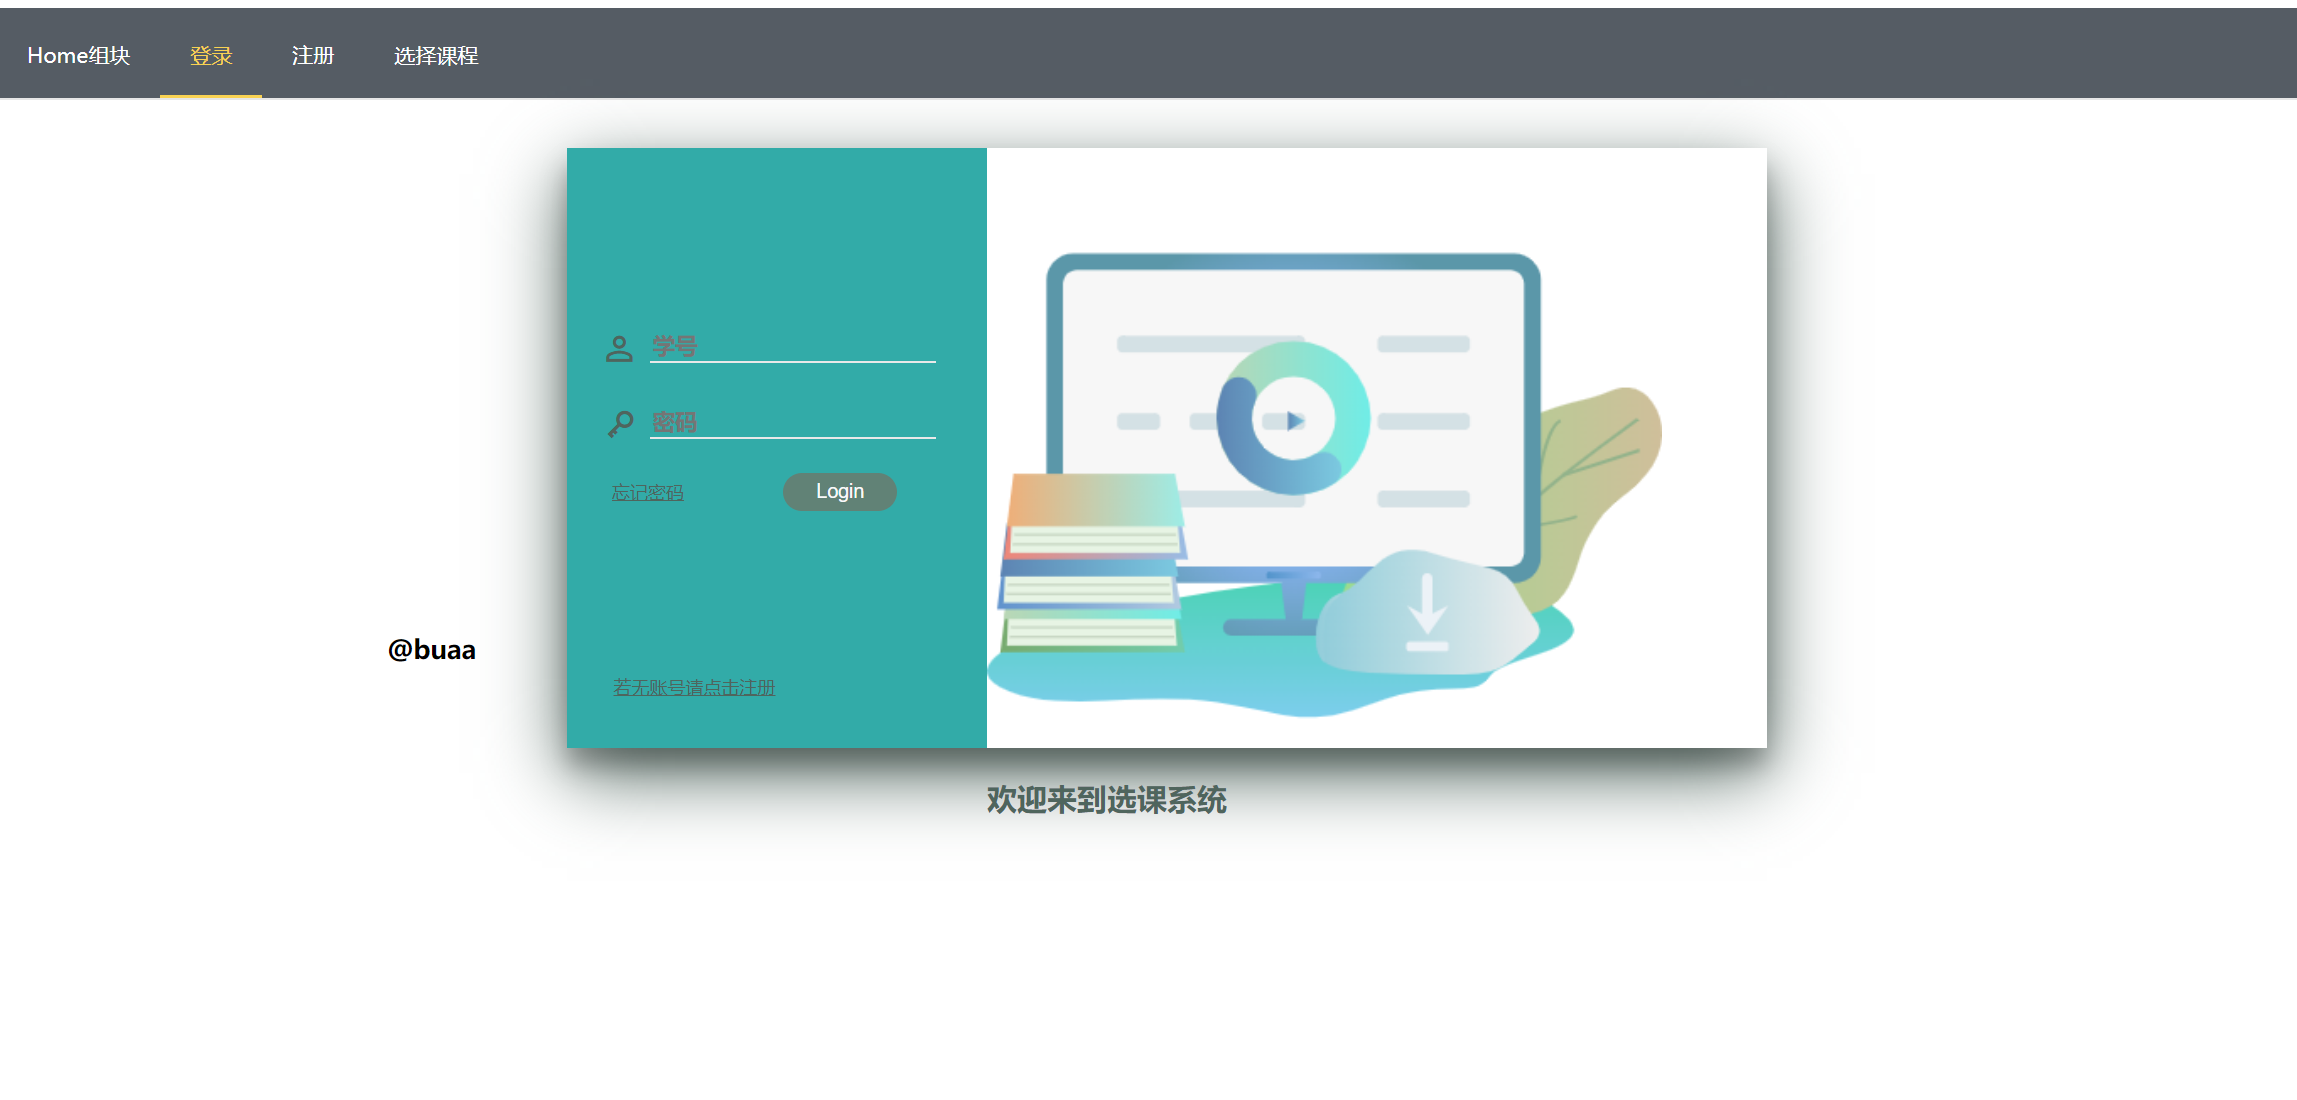 Home组块 登录 注册 选择课程
学号
密码
忘记密码 Login
@buaa
若无账号请点击注册
欢迎来到选课系统